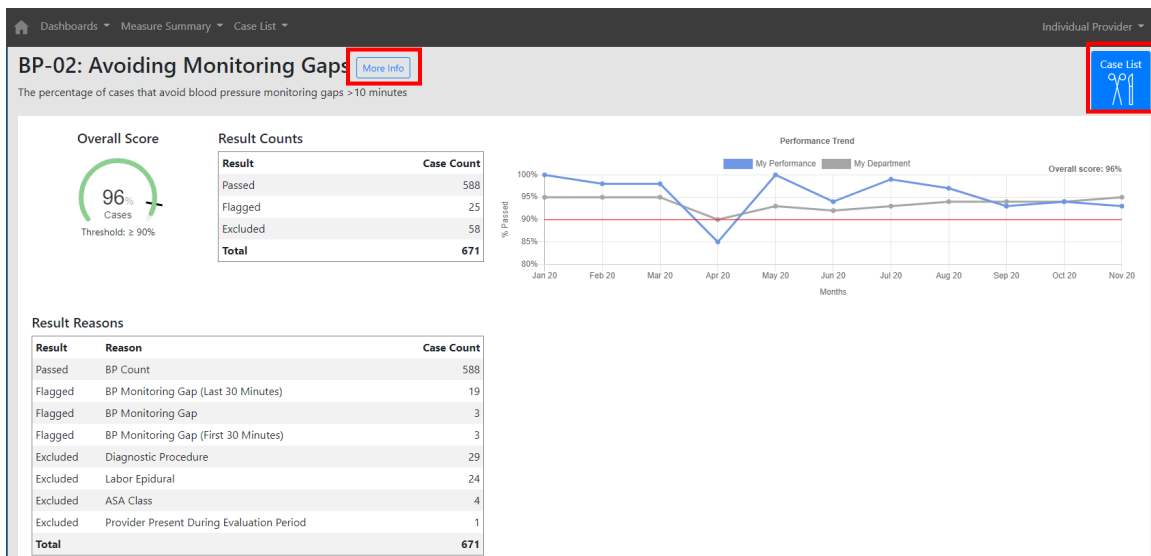 Dashboards Measure Summary Case List Individual Provider
BP-02: Avoiding Monitoring Gaps More Info
Case List
The percentage of cases that avoid blood pressure monitoring gaps >10 minutes
Overall Score
96%
Cases
Threshold: ≥ 90%
Result Counts
Result Case Count
Passed 588
Flagged 25
Excluded 58
Total 671
Performance Trend
My Performance My Department
Overall score: 96%
% Passed
100%
95%
90%
85%
80%
Jan 20 Feb 20 Mar 20 Apr 20 May 20 Jun 20 Jul 20 Aug 20 Sep 20 Oct 20 Nov 20
Months
Result Reasons
Result Reason Case Count
Passed BP Count 588
Flagged BP Monitoring Gap (Last 30 Minutes) 19
Flagged BP Monitoring Gap 3
Flagged BP Monitoring Gap (First 30 Minutes) 3
Excluded Diagnostic Procedure 29
Excluded Labor Epidural 24
Excluded ASA Class 4
Excluded Provider Present During Evaluation Period 1
Total 671